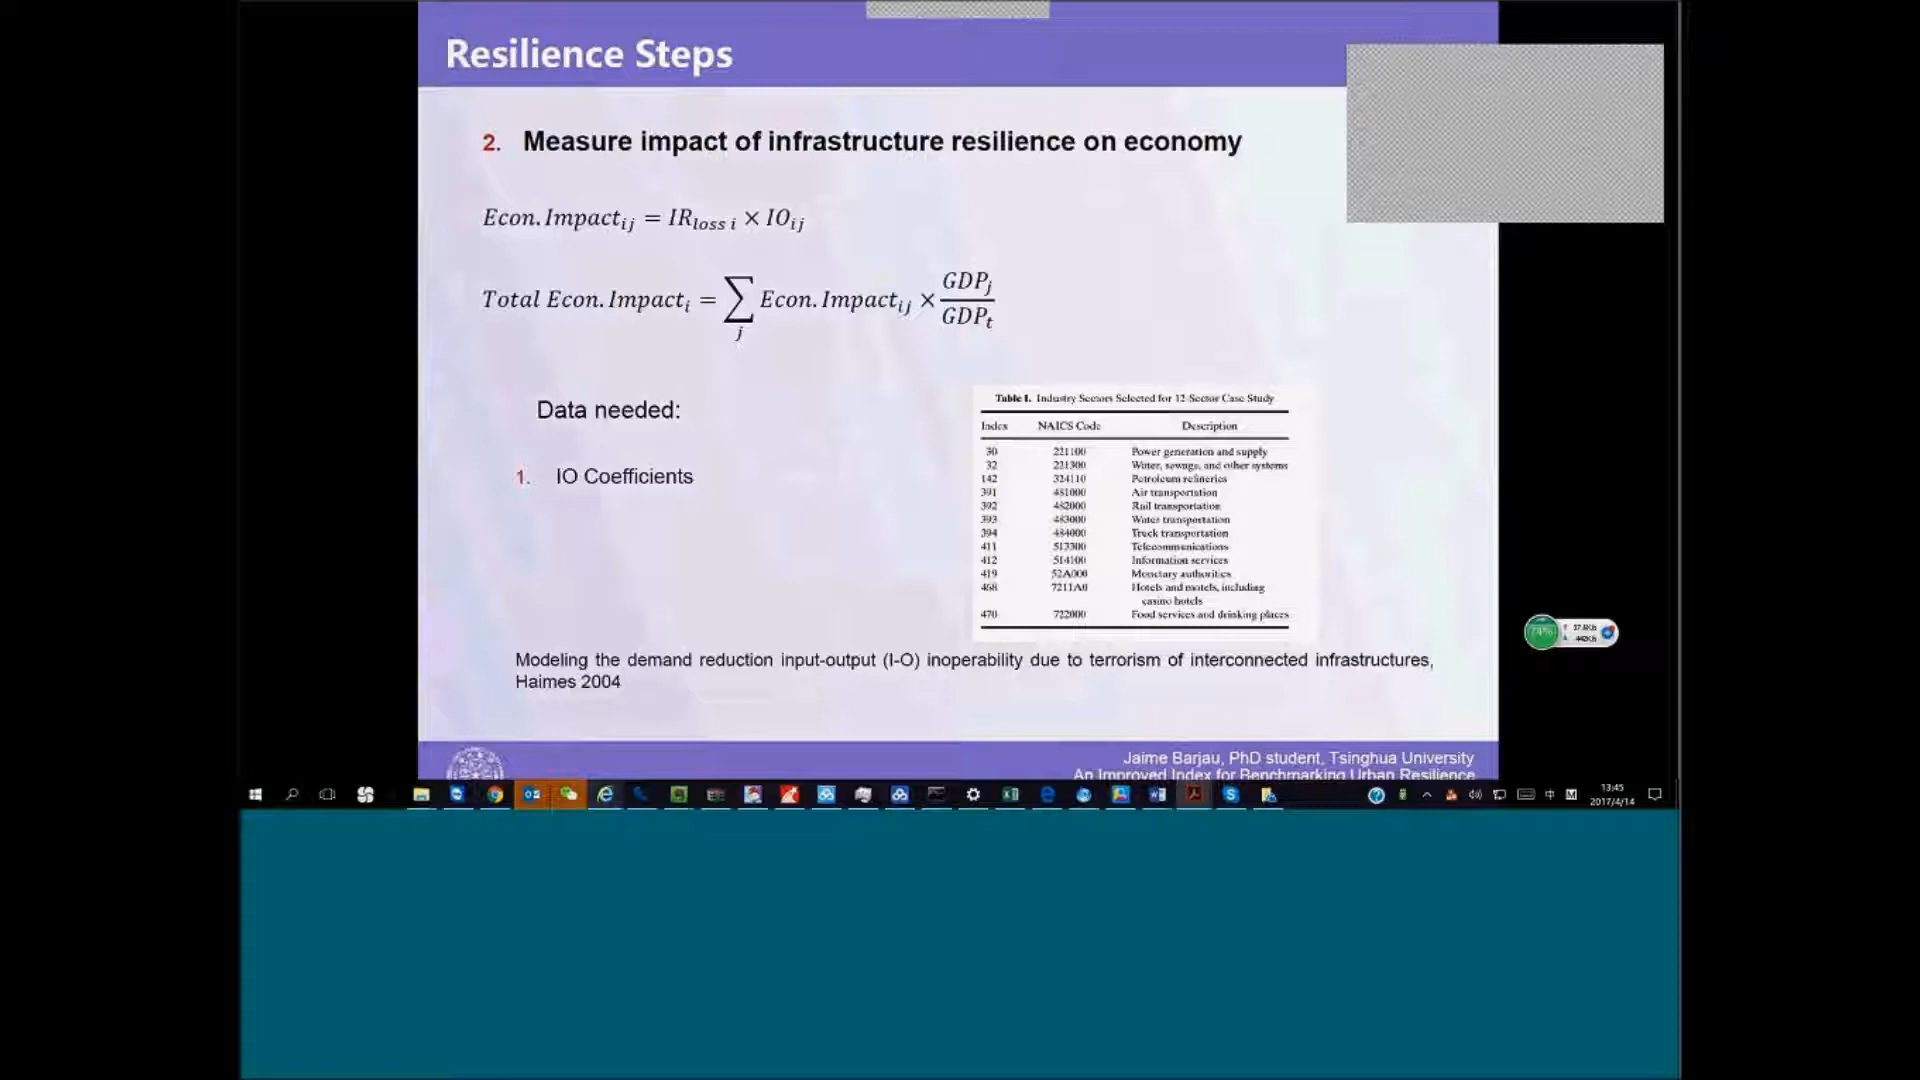 Resilience Steps
2. Measure impact of infrastructure resilience on economy
Econ.Impact_ij = IR_loss i × IO_ij
Total Econ.Impact_i = ∑_j Econ.Impact_ij × GDP_j / GDP_t
Data needed:
1. IO Coefficients
Table I. Industry Sectors Selected for 12-Sector Case Study
Index NAICS Code Description
30 221100 Power generation and supply
32 221300 Water, sewage, and other systems
142 324110 Petroleum refineries
391 481000 Air transportation
392 482000 Rail transportation
393 483000 Water transportation
394 484000 Truck transportation
411 513300 Telecommunications
412 514100 Information services
419 52A000 Monetary authorities
468 7211A0 Hotels and motels, including
casino hotels
470 722000 Food services and drinking places
Modeling the demand reduction input-output (I-O) inoperability due to terrorism of interconnected infrastructures,
Haimes 2004
Jaime Barjau, PhD student, Tsinghua University
An Improved Index for Benchmarking Urban Resilience
74%
13:45
2017/4/14
中
M